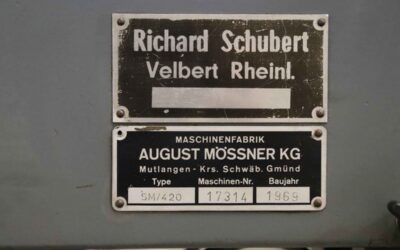 Richard Schubert
Velbert Rheinl.
MASCHINENFABRIK
AUGUST MÖSSNER KG
Mutlangen - Krs. Schwäb. Gmünd
Type Maschinen-Nr. Baujahr
SM/420 17314 1969